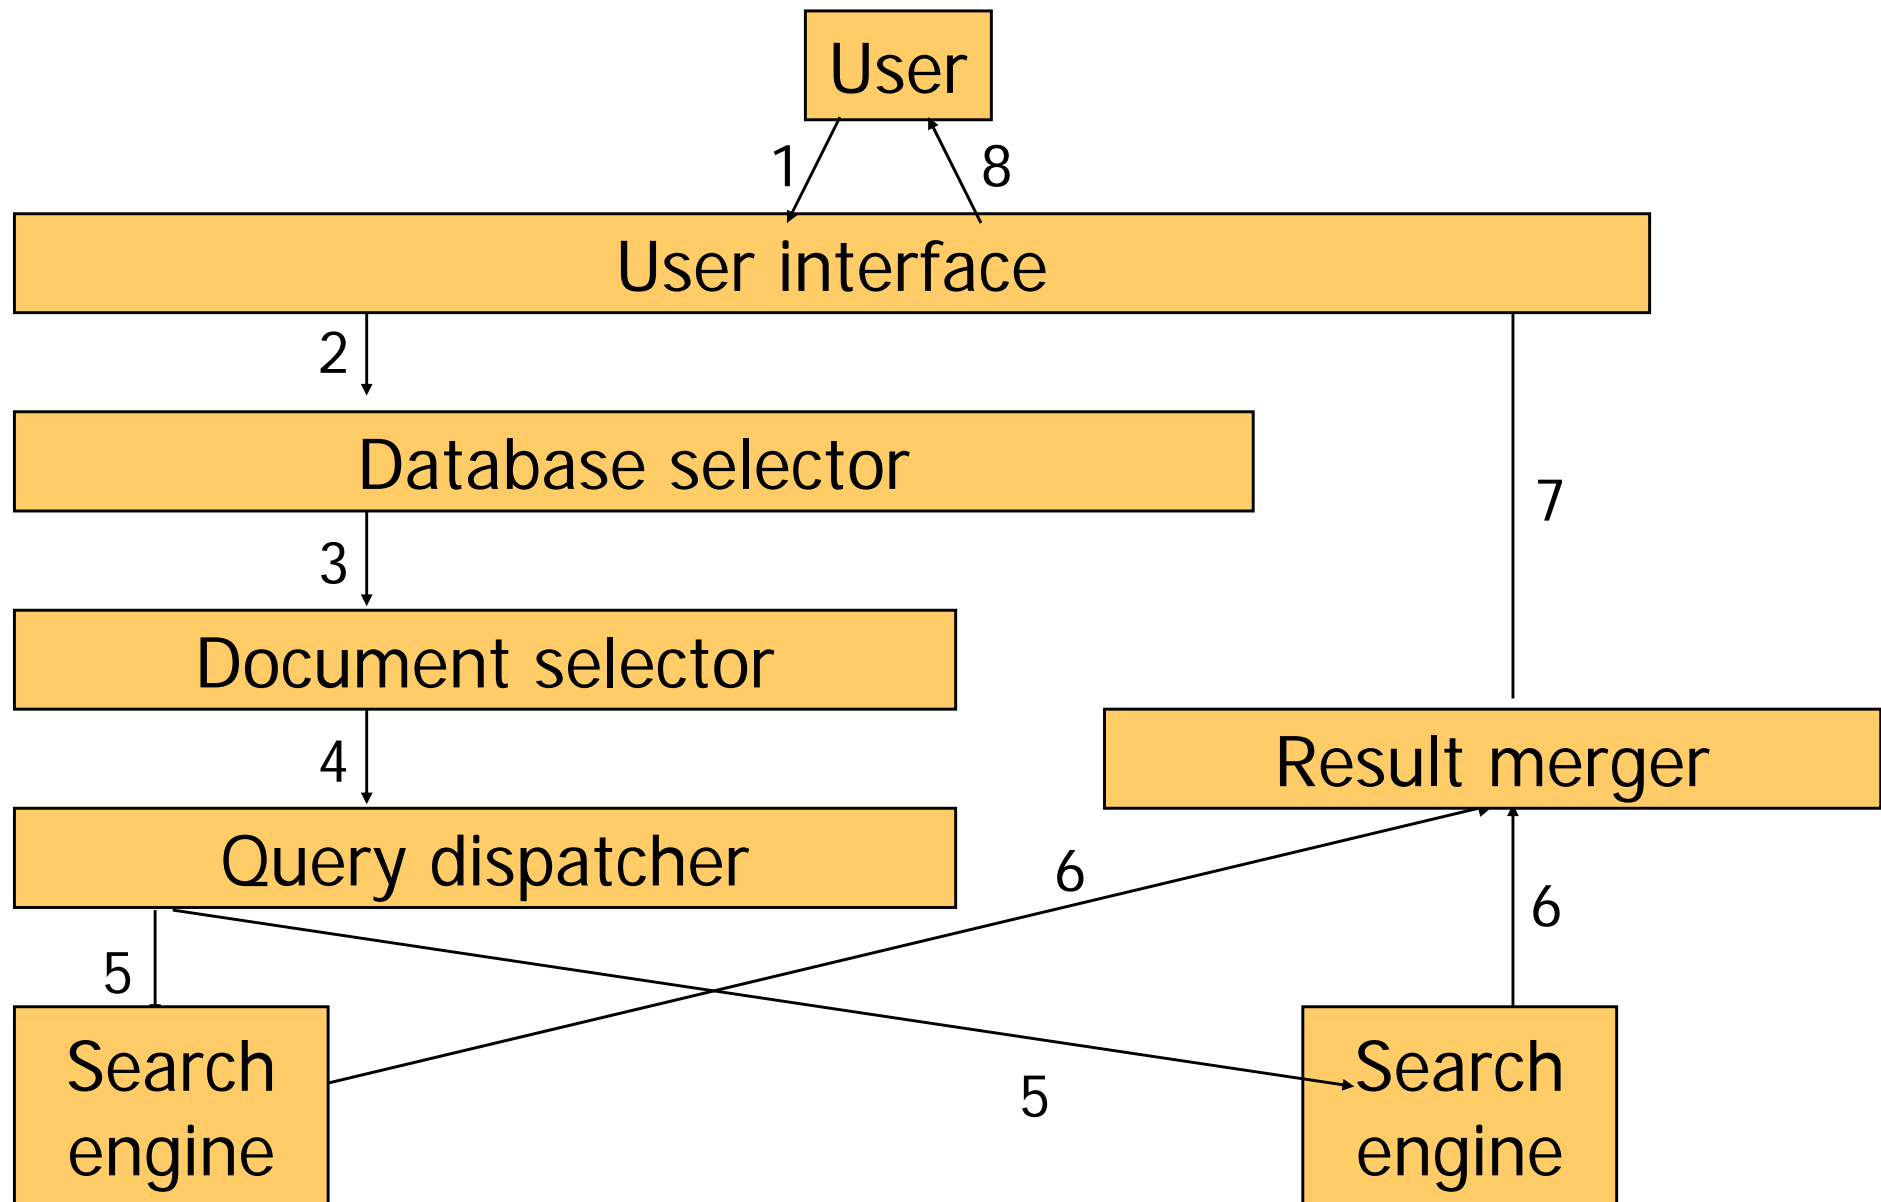 User
1
8
User interface
2
Database selector
7
3
Document selector
4
Result merger
Query dispatcher
6
6
5
Search
engine
5
Search
engine